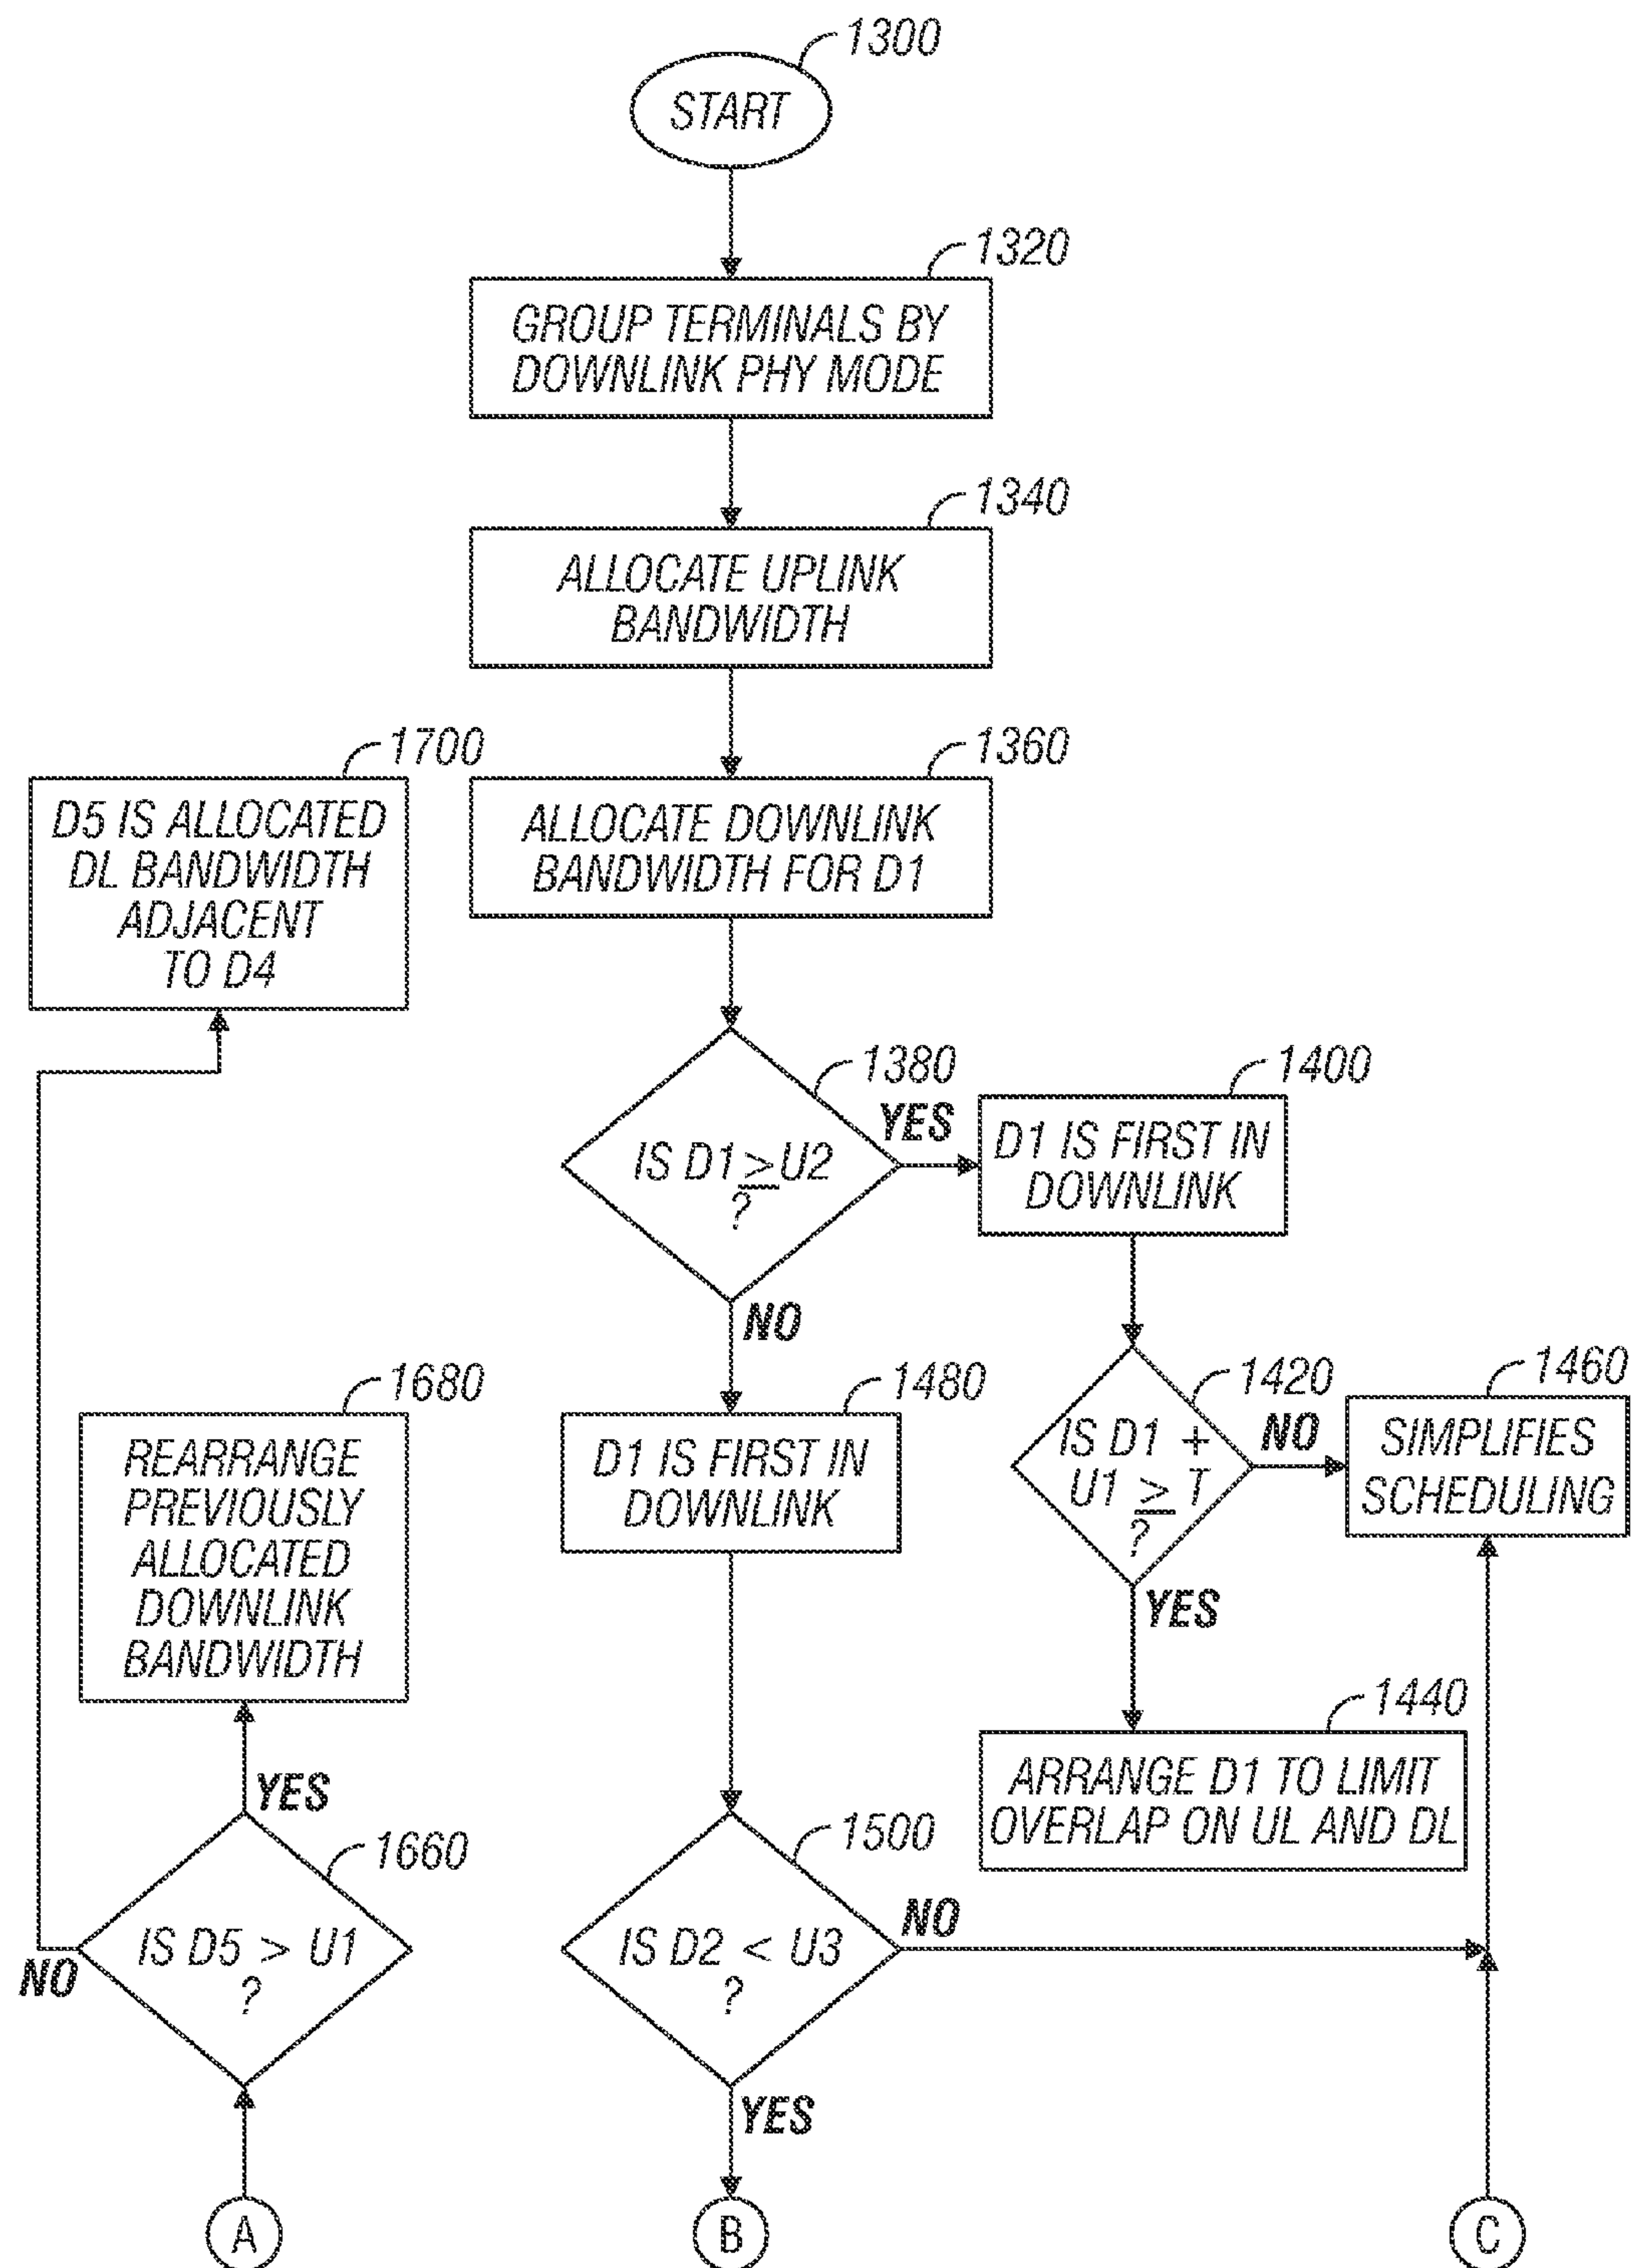 1300
START
1320
GROUP TERMINALS BY
DOWNLINK PHY MODE
1340
ALLOCATE UPLINK
BANDWIDTH
1700
D5 IS ALLOCATED
DL BANDWIDTH
ADJACENT
TO D4
1360
ALLOCATE DOWNLINK
BANDWIDTH FOR D1
1380
IS D1 ≥ U2
?
YES
NO
1400
D1 IS FIRST IN
DOWNLINK
1420
IS D1 +
U1 ≥ T
?
NO
YES
1460
SIMPLIFIES
SCHEDULING
1440
ARRANGE D1 TO LIMIT
OVERLAP ON UL AND DL
1480
D1 IS FIRST IN
DOWNLINK
1500
IS D2 < U3
?
NO
YES
1680
REARRANGE
PREVIOUSLY
ALLOCATED
DOWNLINK
BANDWIDTH
YES
1660
IS D5 > U1
?
NO
A
B
C